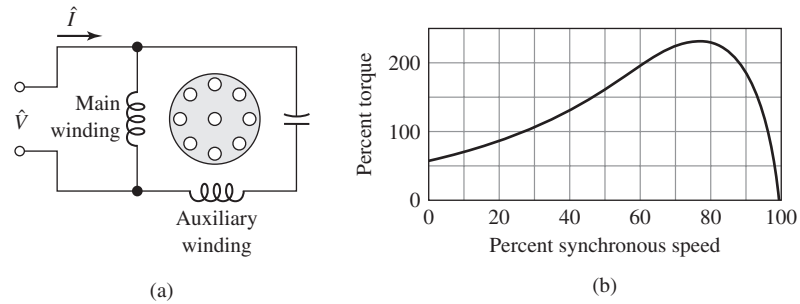 Î
V̂
Main
winding
Auxiliary
winding
(a)
Percent torque
200
100
0
0 20 40 60 80 100
Percent synchronous speed
(b)